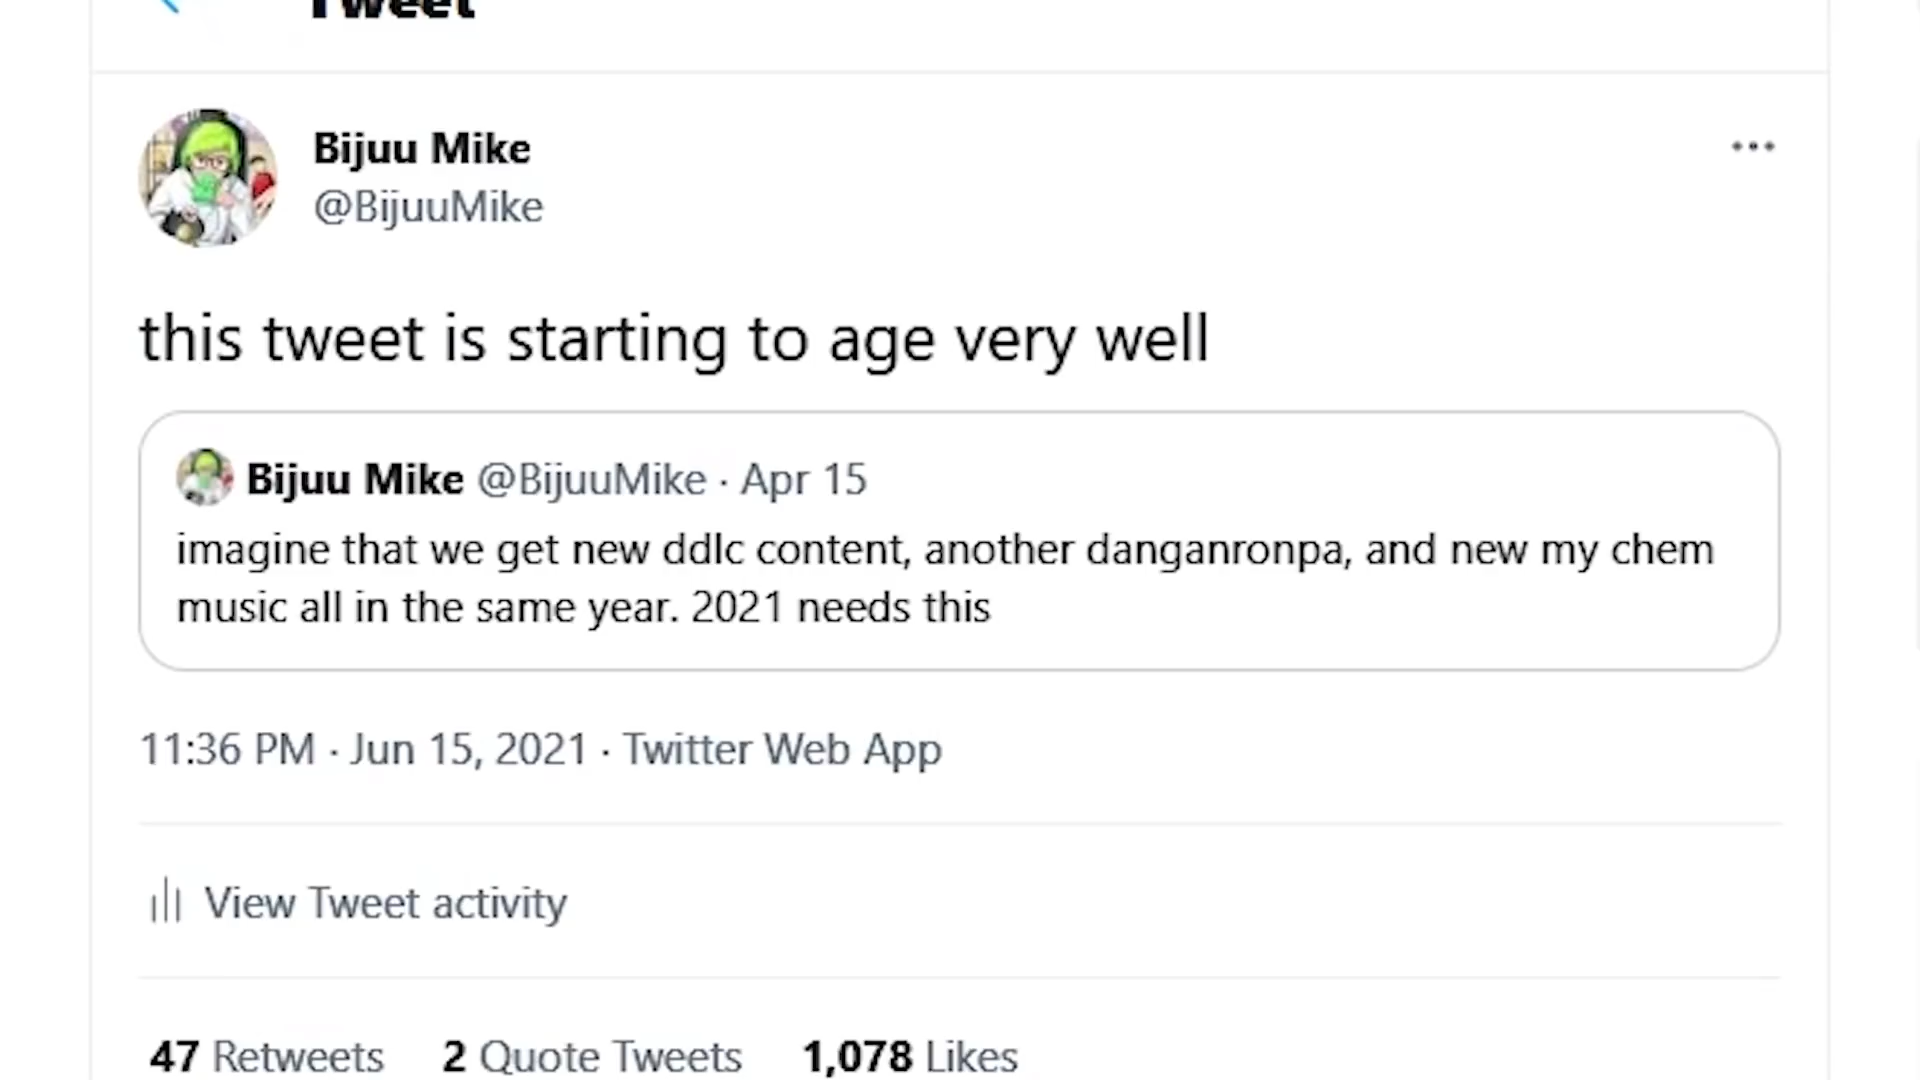 Tweet
Bijuu Mike
@BijuuMike
this tweet is starting to age very well
Bijuu Mike @BijuuMike · Apr 15
imagine that we get new ddlc content, another danganronpa, and new my chem
music all in the same year. 2021 needs this
11:36 PM · Jun 15, 2021 · Twitter Web App
View Tweet activity
47 Retweets 2 Quote Tweets 1,078 Likes